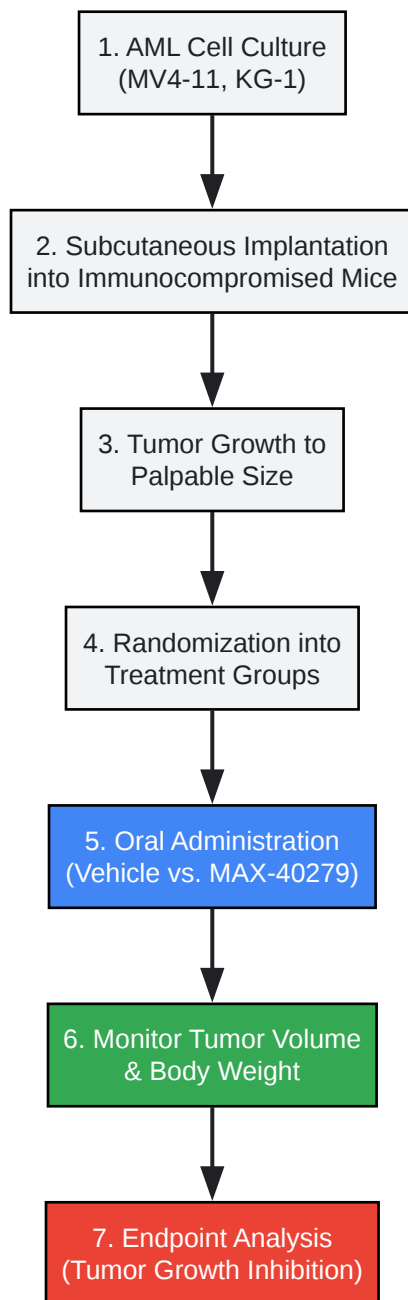 1. AML Cell Culture
(MV4-11, KG-1)
2. Subcutaneous Implantation
into Immunocompromised Mice
3. Tumor Growth to
Palpable Size
4. Randomization into
Treatment Groups
5. Oral Administration
(Vehicle vs. MAX-40279)
6. Monitor Tumor Volume
& Body Weight
7. Endpoint Analysis
(Tumor Growth Inhibition)